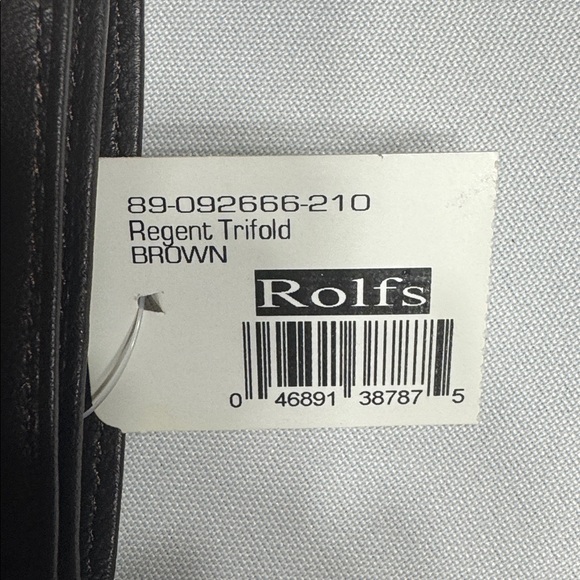 89-092666-210
Regent Trifold
BROWN
Rolfs
0 46891 38787 5